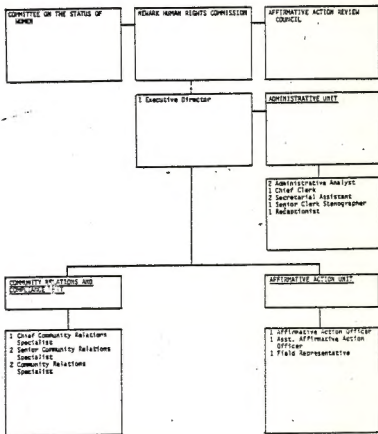 COMMITTEE ON THE STATUS OF
WOMEN
NEWARK HUMAN RIGHTS COMMISSION
AFFIRMATIVE ACTION REVIEW
COUNCIL
1 Executive Director
ADMINISTRATIVE UNIT
2 Administrative Analyst
1 Chief Clerk
2 Secretarial Assistant
1 Senior Clerk Stenographer
1 Receptionist
COMMUNITY RELATIONS AND
COMPLIANCE UNIT
AFFIRMATIVE ACTION UNIT
1 Chief Community Relations
Specialist
2 Senior Community Relations
Specialist
2 Community Relations
Specialist
1 Affirmative Action Officer
1 Asst. Affirmative Action
Officer
1 Field Representative